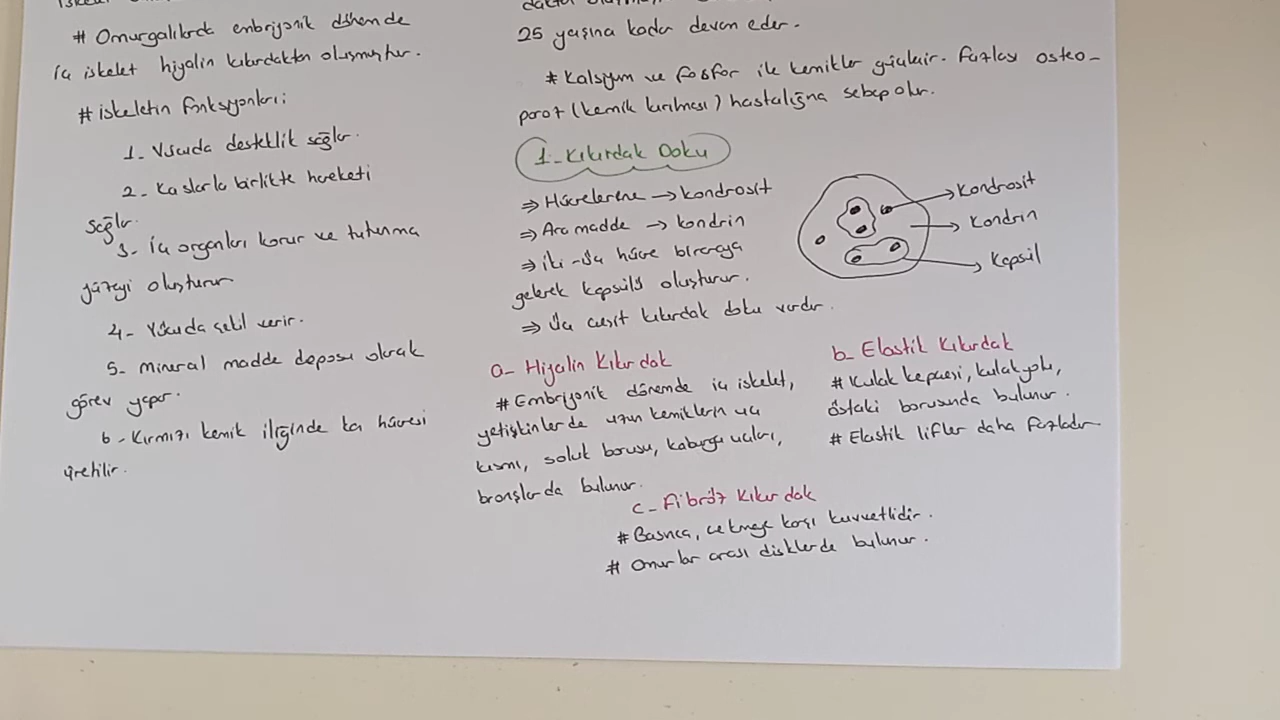 # Omurgalılarda embriyonik dönemde
iç iskelet hiyalin kıkırdaktan oluşmuştur.
# iskeletin fonksiyonları;
1- Vücuda desteklik sağlar.
2- Kaslarla birlikte hareketi
sağlar.
3- İç organları korur ve tutunma
yüzeyi oluşturur
4- Vücuda şekil verir.
5- Mineral madde deposu olarak
görev yapar.
6- Kırmızı kemik iliğinde kan hücresi
üretilir.
25 yaşına kadar devam eder.
* Kalsiyum ve fosfor ile kemikler güçlenir. Fazlası osteo-
poroz (kemik kırılması) hastalığına sebep olur.
1- Kıkırdak Doku
⇒ Hücrelerine → kondrosit
⇒ Ara madde → kondrin
⇒ iki-üç hücre biraraya
gelerek kapsülü oluşturur.
⇒ Üç çeşit kıkırdak doku vardır.
Kondrosit
Kondrin
Kapsül
a- Hiyalin Kıkırdak
# Embriyonik dönemde iç iskelet,
yetişkinlerde uzun kemiklerin uç
kısmı, soluk borusu, kaburga uçları,
bronşlarda bulunur.
b- Elastik Kıkırdak
# Kulak kepçesi, kulak yolu,
östaki borusunda bulunur.
# Elastik lifler daha fazladır
c- Fibröz Kıkırdak
# Basınca, çekmeye karşı kuvvetlidir.
# Omurlar arası disklerde bulunur.